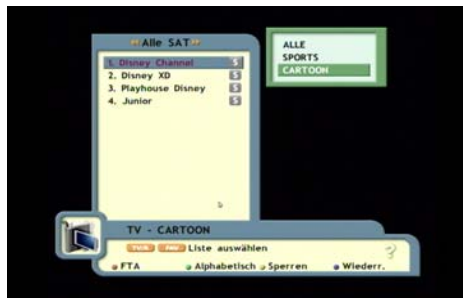 Alle SAT
1. Disney Channel S
2. Disney XD S
3. Playhouse Disney S
4. Junior S
ALLE
SPORTS
CARTOON
TV - CARTOON
TV/R FAV Liste auswählen
FTA Alphabetisch Sperren Wiederr.